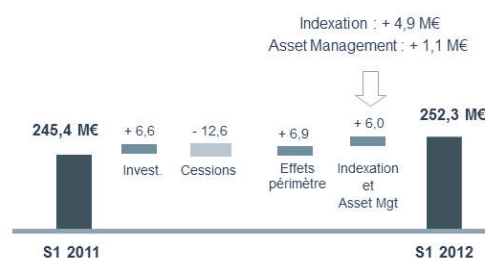 Indexation : + 4,9 M€
Asset Management : + 1,1 M€
245,4 M€
+ 6,6
- 12,6
+ 6,9
+ 6,0
252,3 M€
Invest.
Cessions
Effets
périmètre
Indexation
et
Asset Mgt
S1 2011
S1 2012